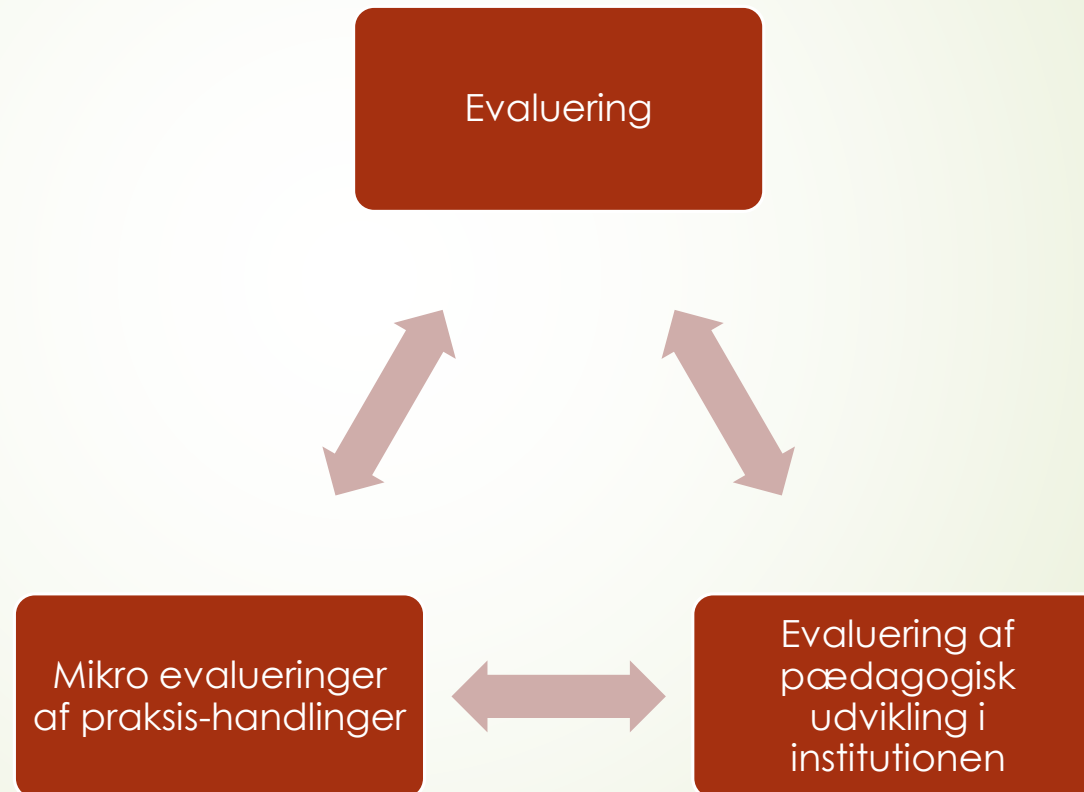 Evaluering
Mikro evalueringer
af praksis-handlinger
Evaluering af
pædagogisk
udvikling i
institutionen